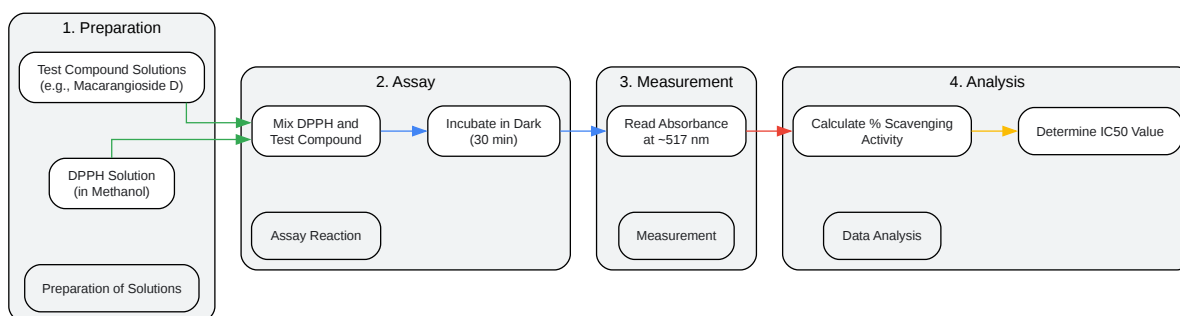 1. Preparation
Test Compound Solutions
(e.g., Macarangioside D)
DPPH Solution
(in Methanol)
Preparation of Solutions
2. Assay
Mix DPPH and
Test Compound
Incubate in Dark
(30 min)
Assay Reaction
3. Measurement
Read Absorbance
at ~517 nm
Measurement
4. Analysis
Calculate % Scavenging
Activity
Determine IC50 Value
Data Analysis